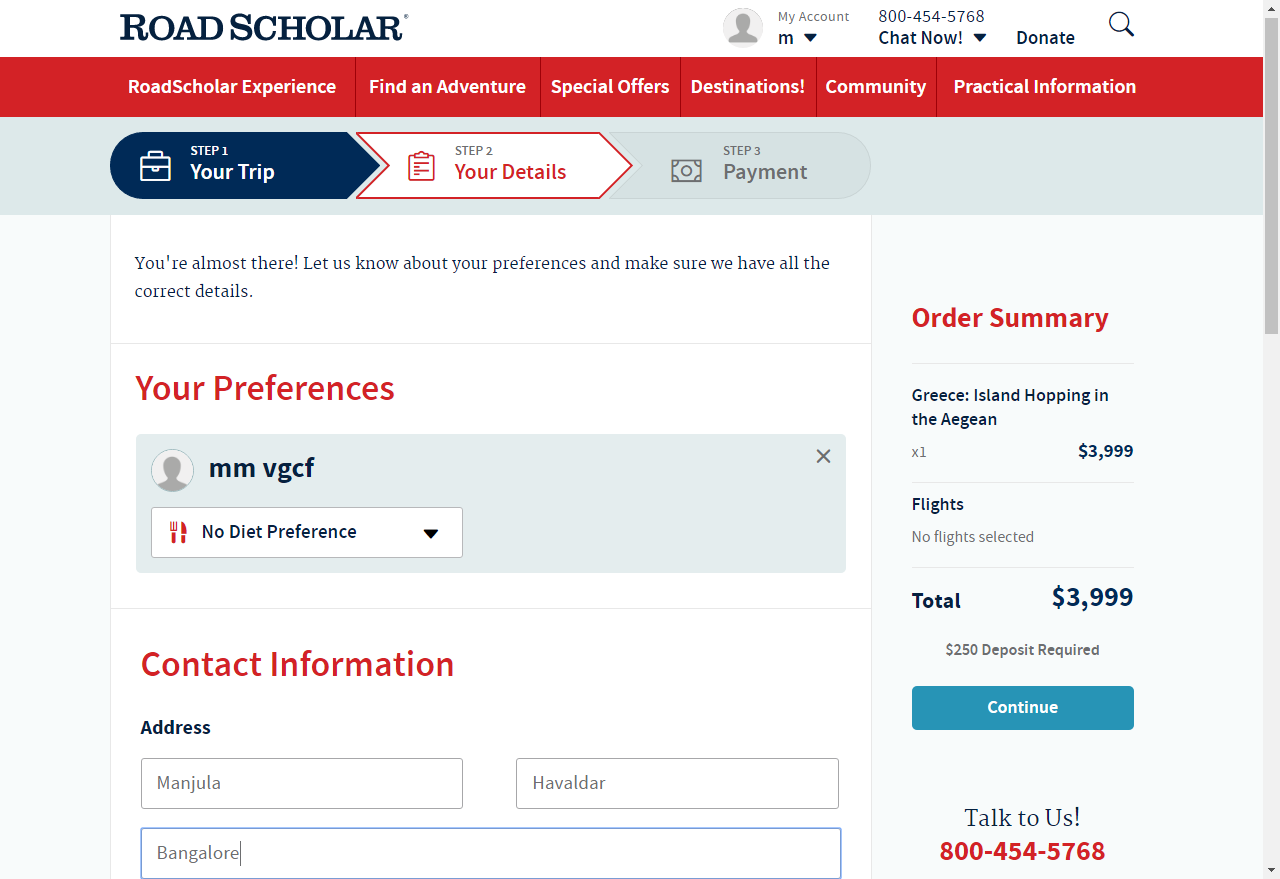 ROAD SCHOLAR®
My Account
m
800-454-5768
Chat Now!
Donate
RoadScholar Experience
Find an Adventure
Special Offers
Destinations!
Community
Practical Information
STEP 1
Your Trip
STEP 2
Your Details
STEP 3
Payment
You're almost there! Let us know about your preferences and make sure we have all the
correct details.
Your Preferences
mm vgcf
No Diet Preference
Contact Information
Address
Manjula
Havaldar
Bangalore
Order Summary
Greece: Island Hopping in
the Aegean
x1 $3,999
Flights
No flights selected
Total $3,999
$250 Deposit Required
Continue
Talk to Us!
800-454-5768